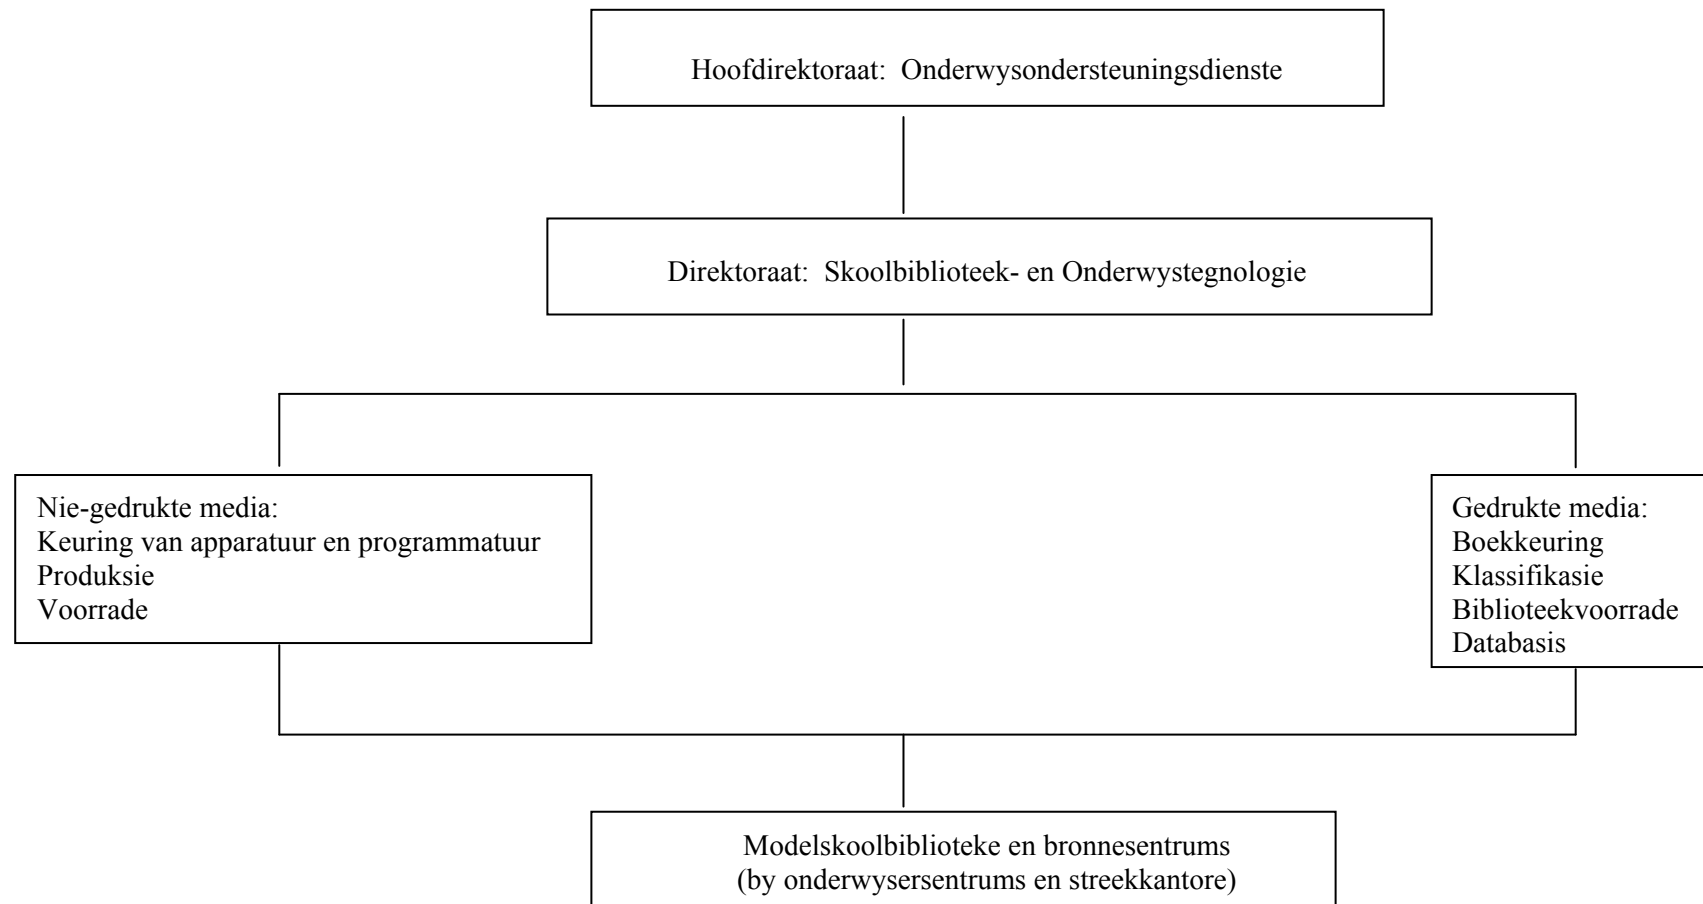 Hoofdirektoraat: Onderwysondersteuningsdienste
Direktoraat: Skoolbiblioteek- en Onderwystegnologie
Nie-gedrukte media:
Keuring van apparatuur en programmatuur
Produksie
Voorrade
Gedrukte media:
Boekkeuring
Klassifikasie
Biblioteekvoorrade
Databasis
Modelskoolbiblioteke en bronnesentrums
(by onderwysersentrums en streekkantore)